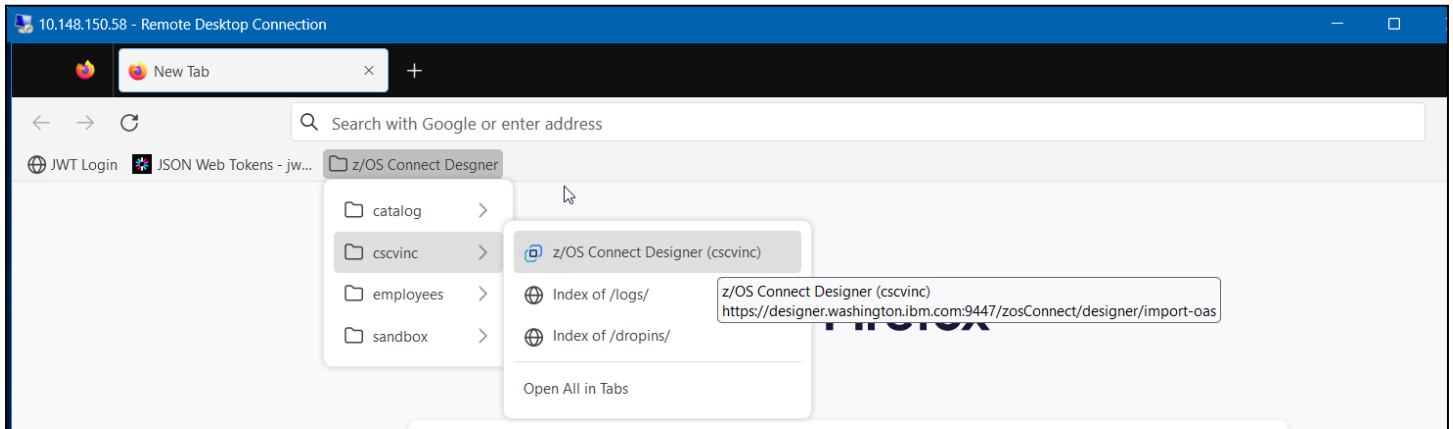 10.148.150.58 - Remote Desktop Connection
New Tab
Search with Google or enter address
JWT Login JSON Web Tokens - jw... z/OS Connect Desgner
catalog
cscvinc
employees
sandbox
z/OS Connect Designer (cscvinc)
Index of /logs/
Index of /dropins/
Open All in Tabs
z/OS Connect Designer (cscvinc)
https://designer.washington.ibm.com:9447/zosConnect/designer/import-oas
Firefox